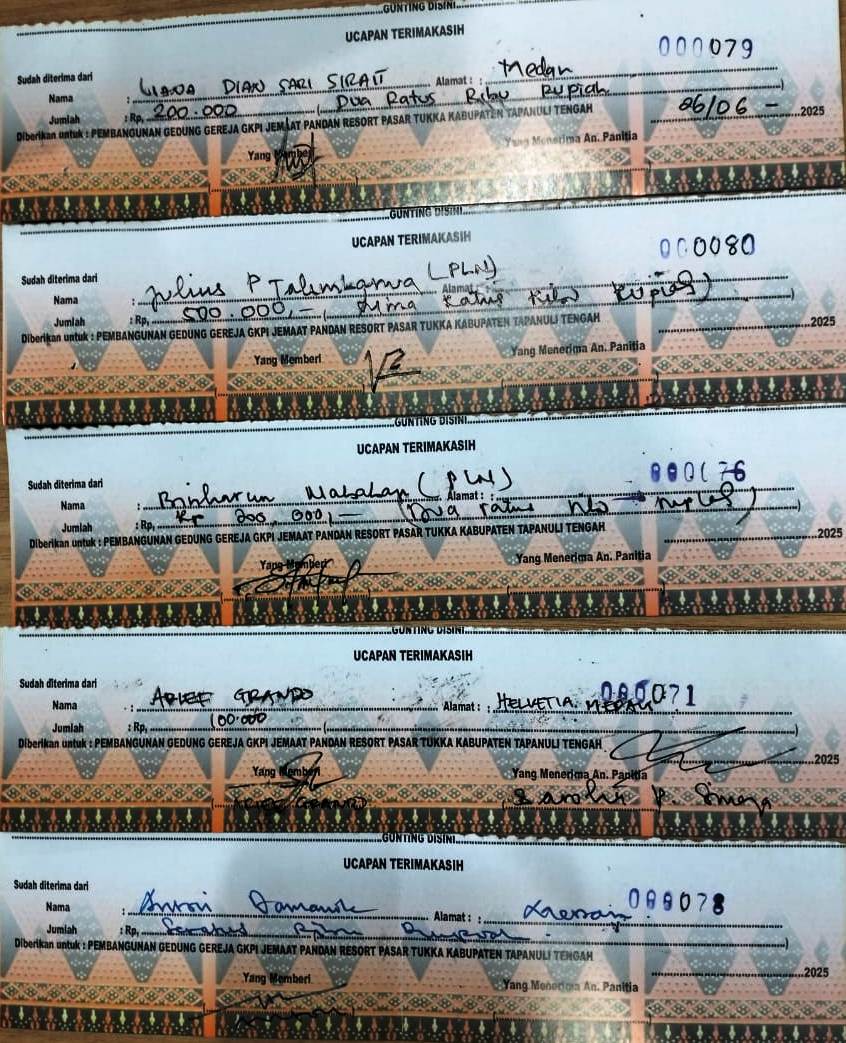 GUNTING DISINI
UCAPAN TERIMAKASIH
000079
Sudah diterima dari
Nama : LIANA DIAN SARI SIRAIT Alamat : Medan
Jumlah : Rp, 200.000 ( Dua Ratus Ribu Rupiah )
Diberikan untuk : PEMBANGUNAN GEDUNG GEREJA GKPI JEMAAT PANDAN RESORT PASAR TUKKA KABUPATEN TAPANULI TENGAH
06/06 - 2025
Yang Memberi Yang Menerima An. Panitia
GUNTING DISINI
UCAPAN TERIMAKASIH
000080
Sudah diterima dari
Nama : Julius P (PLN) Alamat :
Jumlah : Rp, 500.000,- ( Lima Ratus Ribu Rupiah )
Diberikan untuk : PEMBANGUNAN GEDUNG GEREJA GKPI JEMAAT PANDAN RESORT PASAR TUKKA KABUPATEN TAPANULI TENGAH
2025
Yang Memberi Yang Menerima An. Panitia
GUNTING DISINI
UCAPAN TERIMAKASIH
Sudah diterima dari
Nama : (PLN) Alamat :
Jumlah : Rp, Rp 200.000,- (Dua ratus ribu rupiah)
Diberikan untuk : PEMBANGUNAN GEDUNG GEREJA GKPI JEMAAT PANDAN RESORT PASAR TUKKA KABUPATEN TAPANULI TENGAH
2025
Yang Memberi Yang Menerima An. Panitia
GUNTING DISINI
UCAPAN TERIMAKASIH
Sudah diterima dari
000071
Nama : ARIEF GRANDO Alamat : HELVETIA MEDAN
Jumlah : Rp, 100.000 (
Diberikan untuk : PEMBANGUNAN GEDUNG GEREJA GKPI JEMAAT PANDAN RESORT PASAR TUKKA KABUPATEN TAPANULI TENGAH
2025
Yang Memberi Yang Menerima An. Panitia
ARIEF GRANDO
GUNTING DISINI
UCAPAN TERIMAKASIH
Sudah diterima dari
000078
Nama : Damanik Alamat :
Jumlah : Rp, )
Diberikan untuk : PEMBANGUNAN GEDUNG GEREJA GKPI JEMAAT PANDAN RESORT PASAR TUKKA KABUPATEN TAPANULI TENGAH
2025
Yang Memberi Yang Menerima An. Panitia